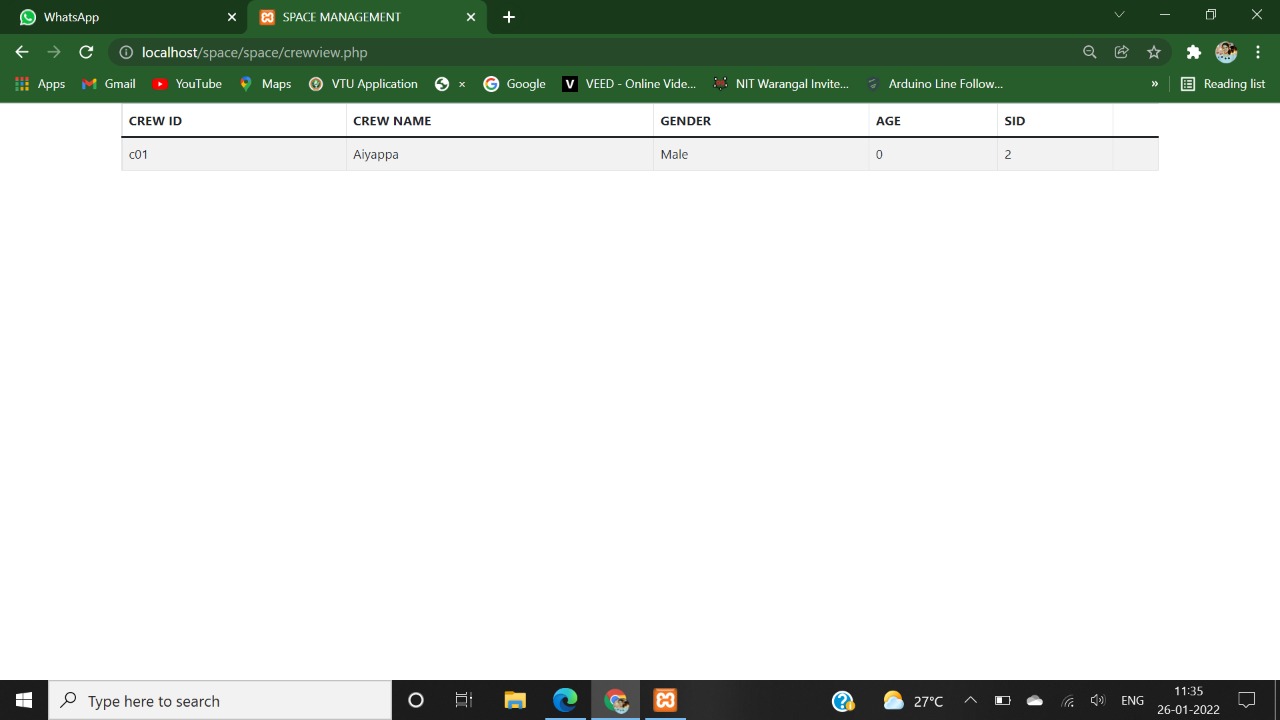 WhatsApp
SPACE MANAGEMENT
localhost/space/space/crewview.php
Apps Gmail YouTube Maps VTU Application × Google V VEED - Online Vide... NIT Warangal Invite... Arduino Line Follow... » Reading list
CREW ID CREW NAME GENDER AGE SID
c01 Aiyappa Male 0 2
Type here to search
27°C
ENG
11:35
26-01-2022